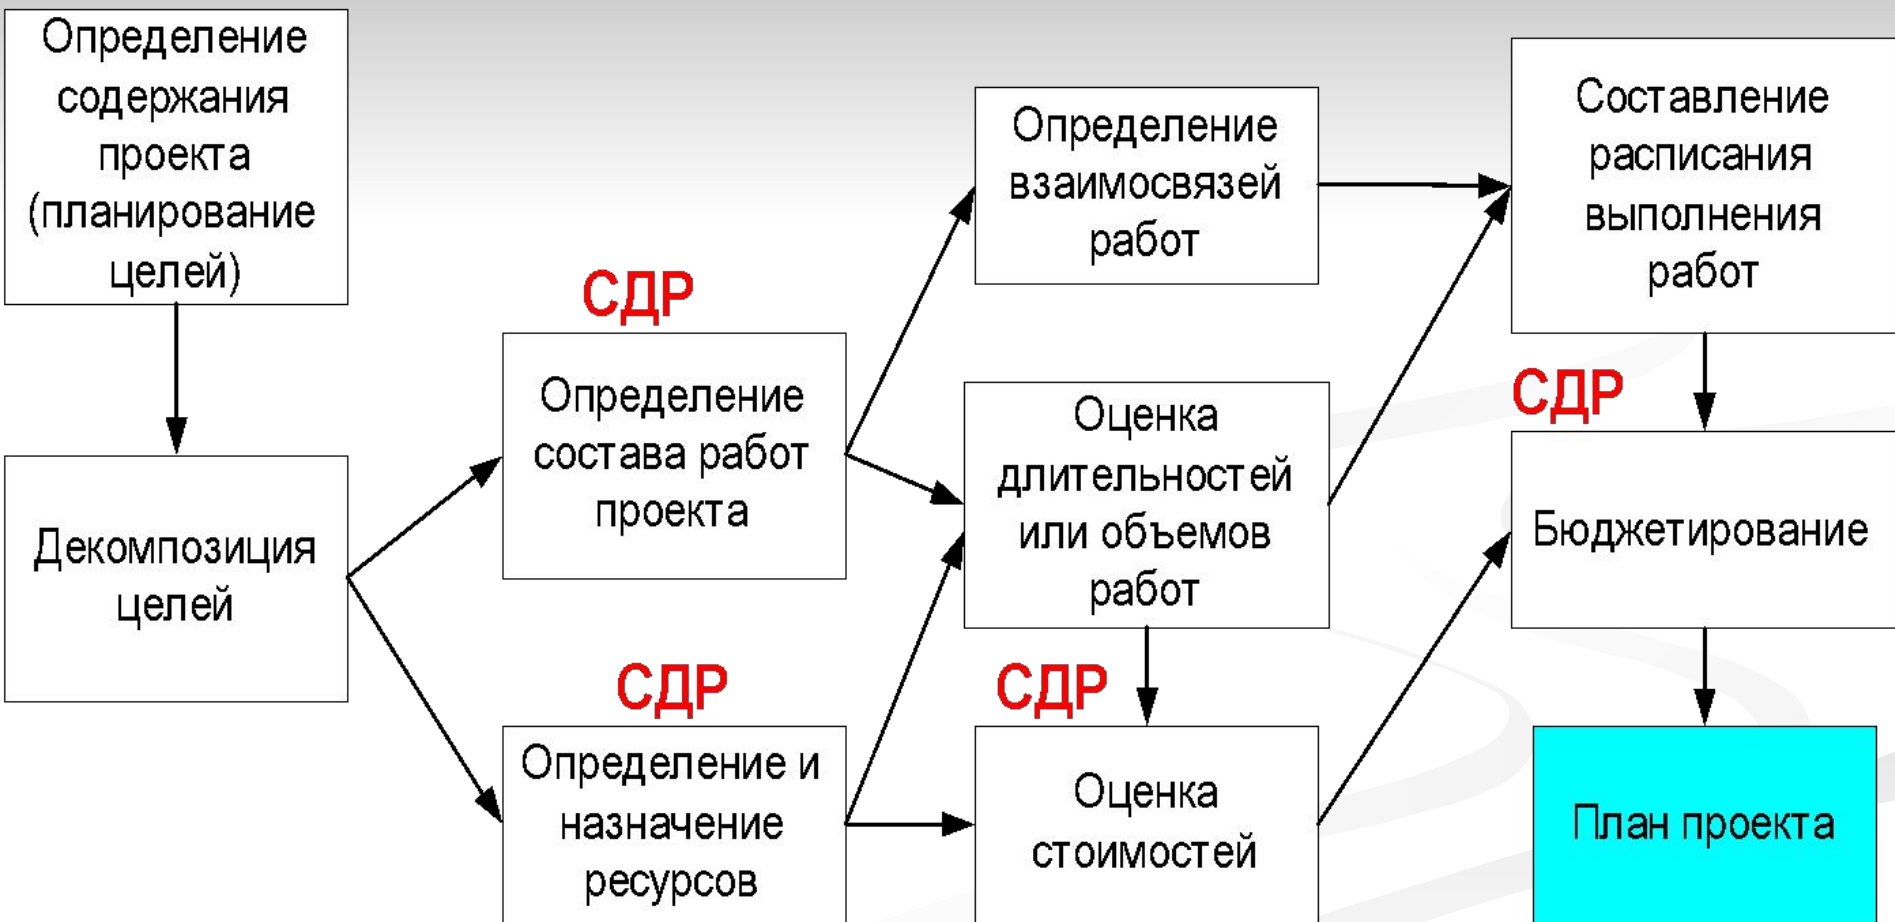 Определение
содержания
проекта
(планирование
целей)
Декомпозиция
целей
СДР
Определение
состава работ
проекта
СДР
Определение и
назначение
ресурсов
Определение
взаимосвязей
работ
Оценка
длительностей
или объемов
работ
СДР
Оценка
стоимостей
Составление
расписания
выполнения
работ
СДР
Бюджетирование
План проекта